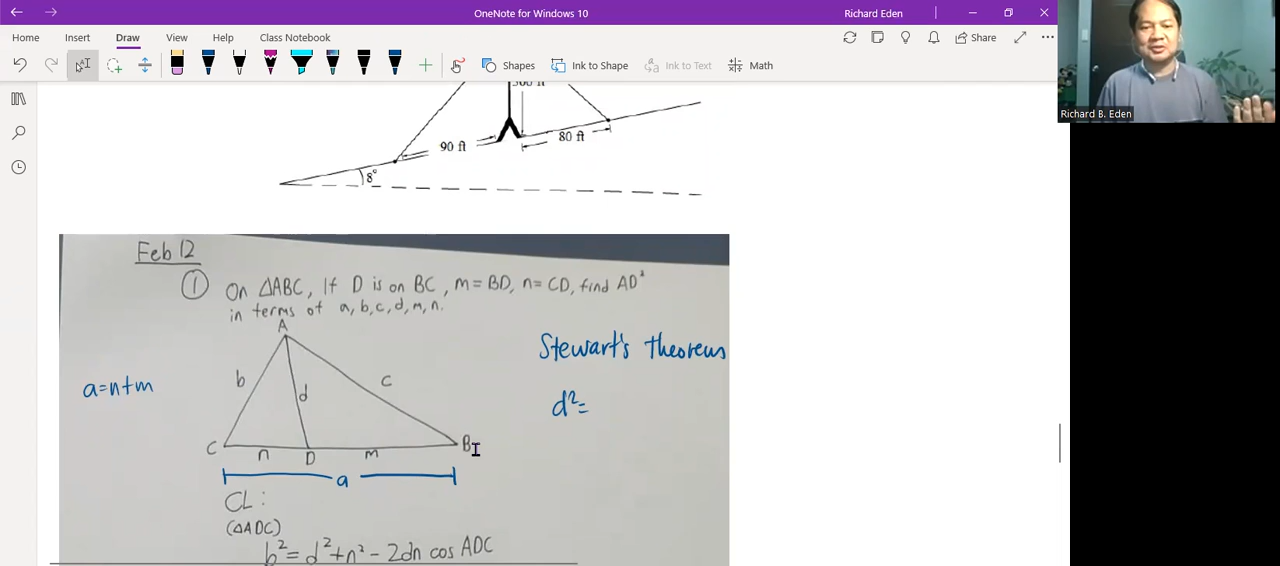 OneNote for Windows 10
Richard Eden
Home
Insert
Draw
View
Help
Class Notebook
Share
Shapes
Ink to Shape
Ink to Text
Math
90 ft
80 ft
8°
Feb 12
① On △ABC, If D is on BC, m=BD, n=CD, find AD²
in terms of a, b, c, d, m, n.
A
b
c
d
C
n
D
m
B
a
a=n+m
Stewart's theorem
d²=
CL:
(△ADC)
b²= d²+n² - 2dn cos ADC
Richard B. Eden